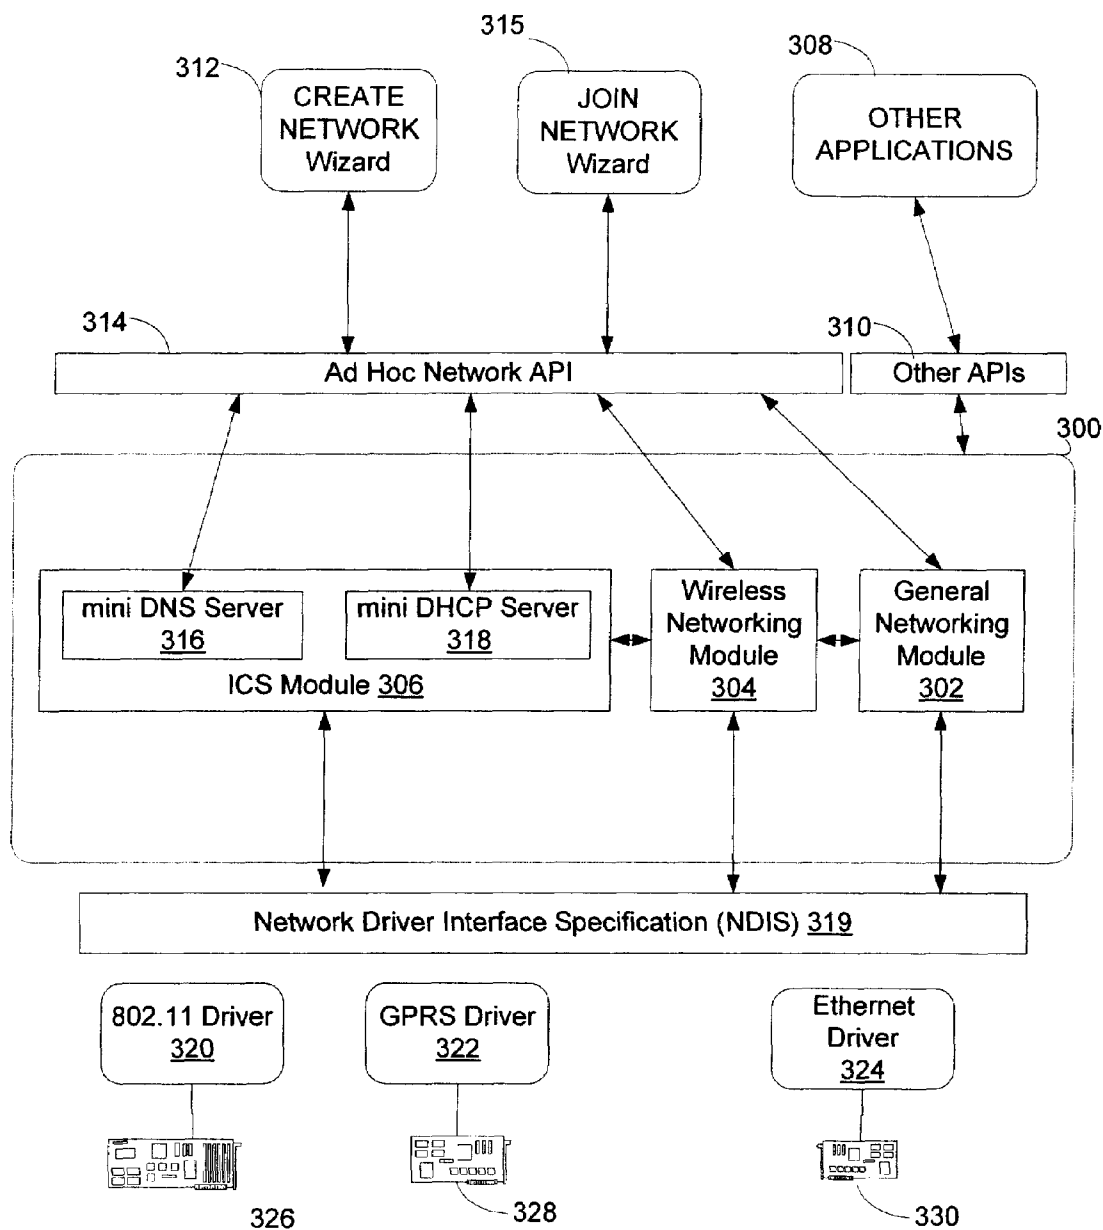 312
CREATE
NETWORK
Wizard
315
JOIN
NETWORK
Wizard
308
OTHER
APPLICATIONS
314
Ad Hoc Network API
310
Other APIs
300
mini DNS Server
316
mini DHCP Server
318
ICS Module 306
Wireless
Networking
Module
304
General
Networking
Module
302
Network Driver Interface Specification (NDIS) 319
802.11 Driver
320
GPRS Driver
322
Ethernet
Driver
324
326
328
330